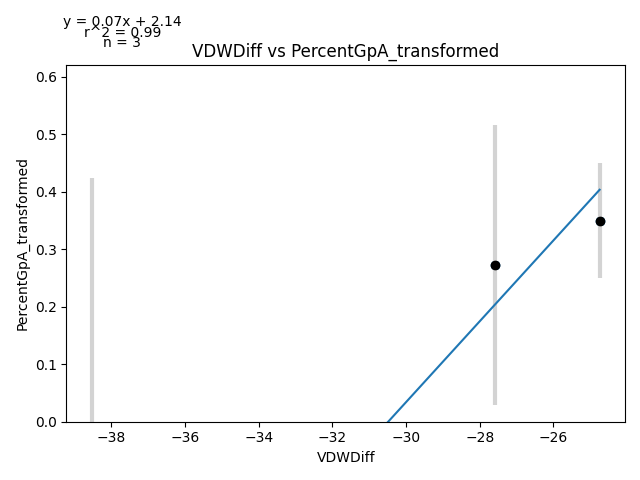 y = 0.07x + 2.14
r^2 = 0.99
n = 3
VDWDiff vs PercentGpA_transformed
0.6
0.5
0.4
0.3
0.2
0.1
0.0
PercentGpA_transformed
−38
−36
−34
−32
−30
−28
−26
VDWDiff